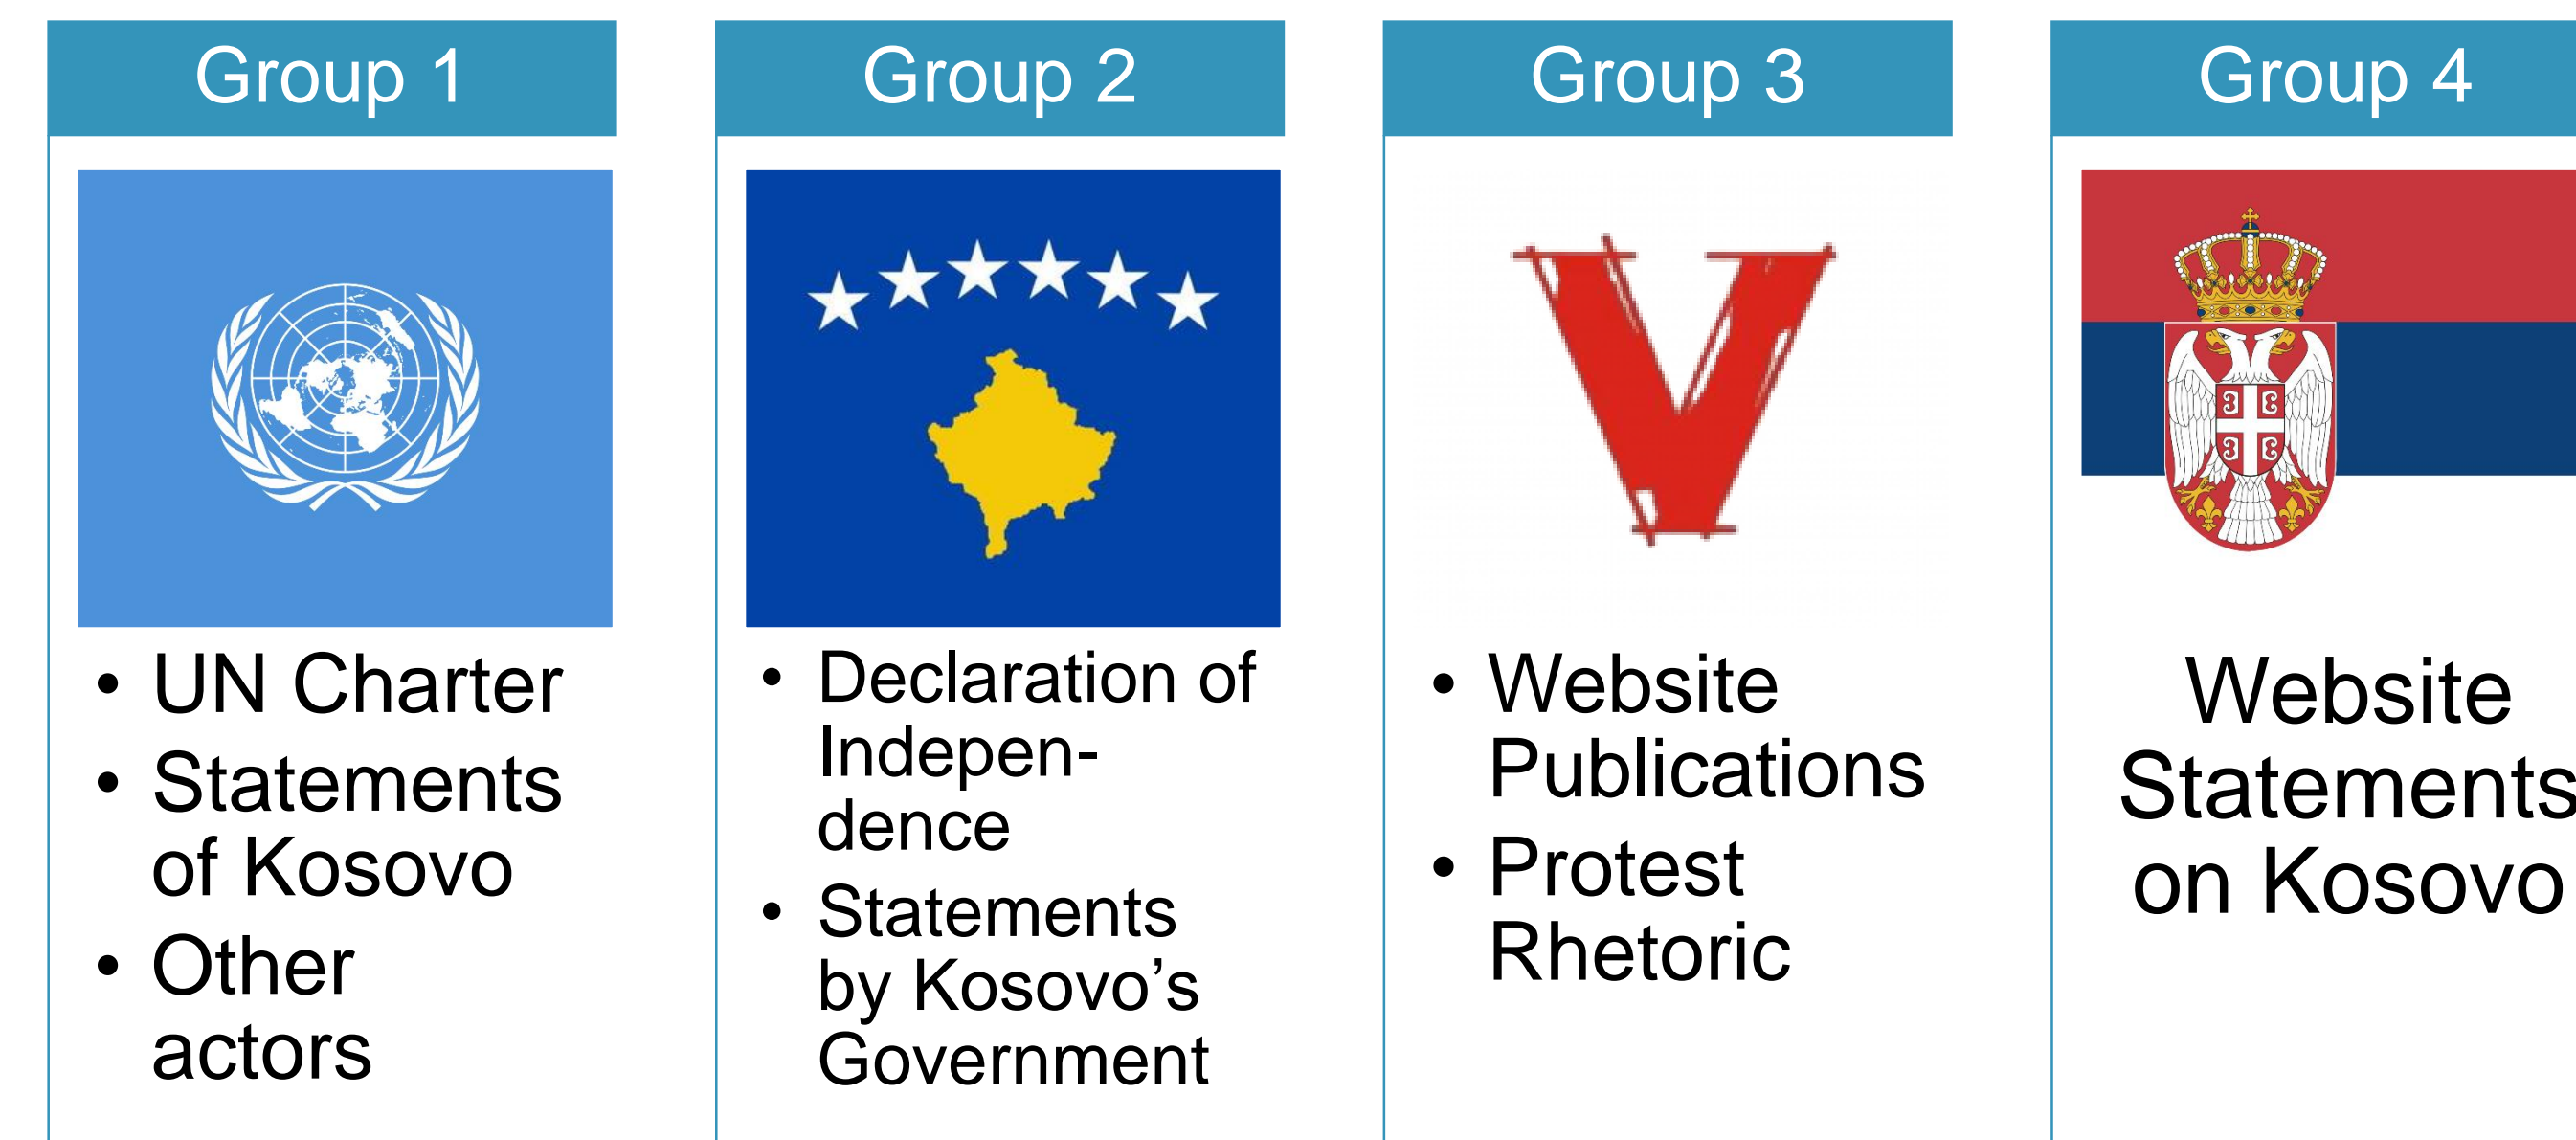 Group 1
• UN Charter
• Statements
of Kosovo
• Other
actors
Group 2
• Declaration of
Indepen-
dence
• Statements
by Kosovo’s
Government
Group 3
V
• Website
Publications
• Protest
Rhetoric
Group 4
Website
Statements
on Kosovo